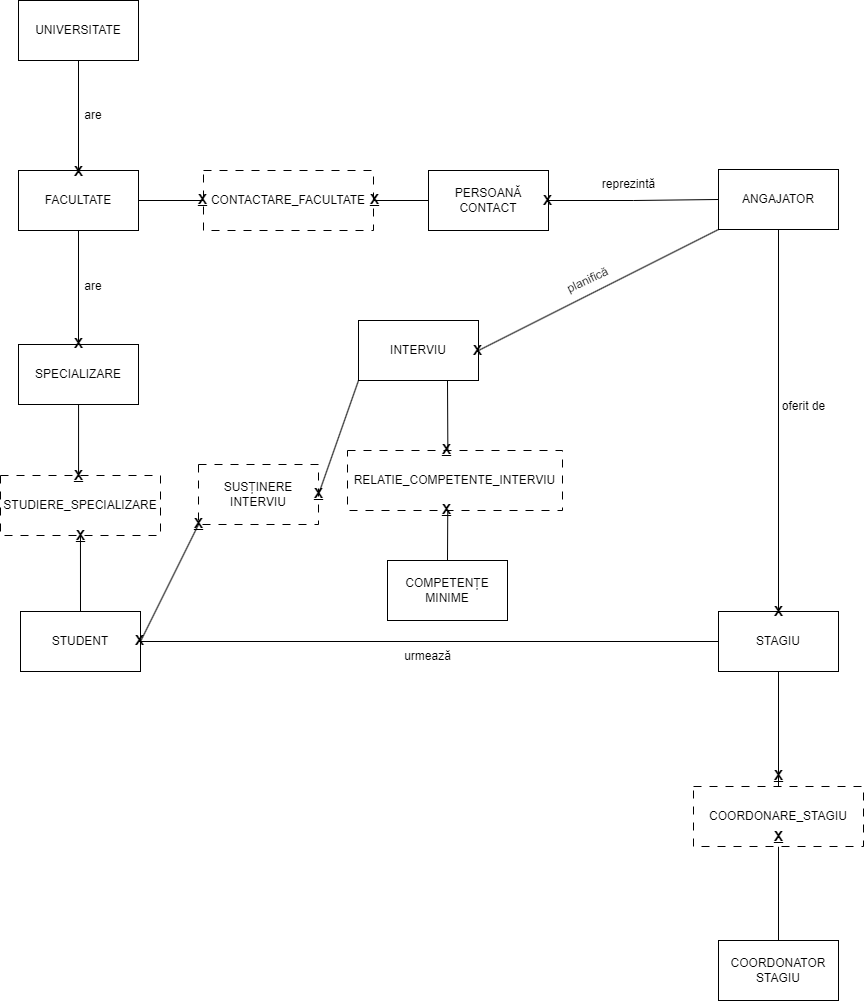 UNIVERSITATE
are
X
FACULTATE
X
CONTACTARE_FACULTATE
X
PERSOANĂ
CONTACT
X
reprezintă
ANGAJATOR
are
planifică
X
SPECIALIZARE
INTERVIU
X
oferit de
X
STUDIERE_SPECIALIZARE
X
SUSȚINERE
INTERVIU
X
X
X
RELATIE_COMPETENTE_INTERVIU
X
COMPETENȚE
MINIME
STUDENT
X
urmează
X
STAGIU
X
COORDONARE_STAGIU
X
COORDONATOR
STAGIU